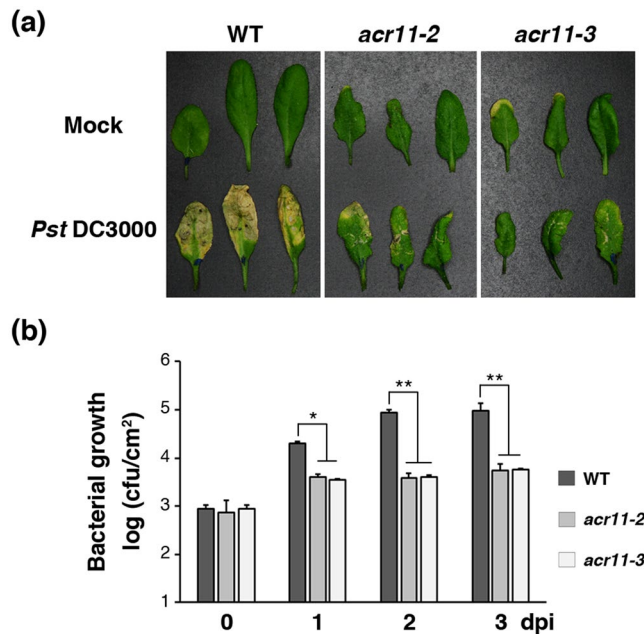 (a)
WT acr11-2 acr11-3
Mock
Pst DC3000
(b)
Bacterial growth
log (cfu/cm²)
6
5
4
3
2
1
* ** **
WT
acr11-2
acr11-3
0 1 2 3 dpi